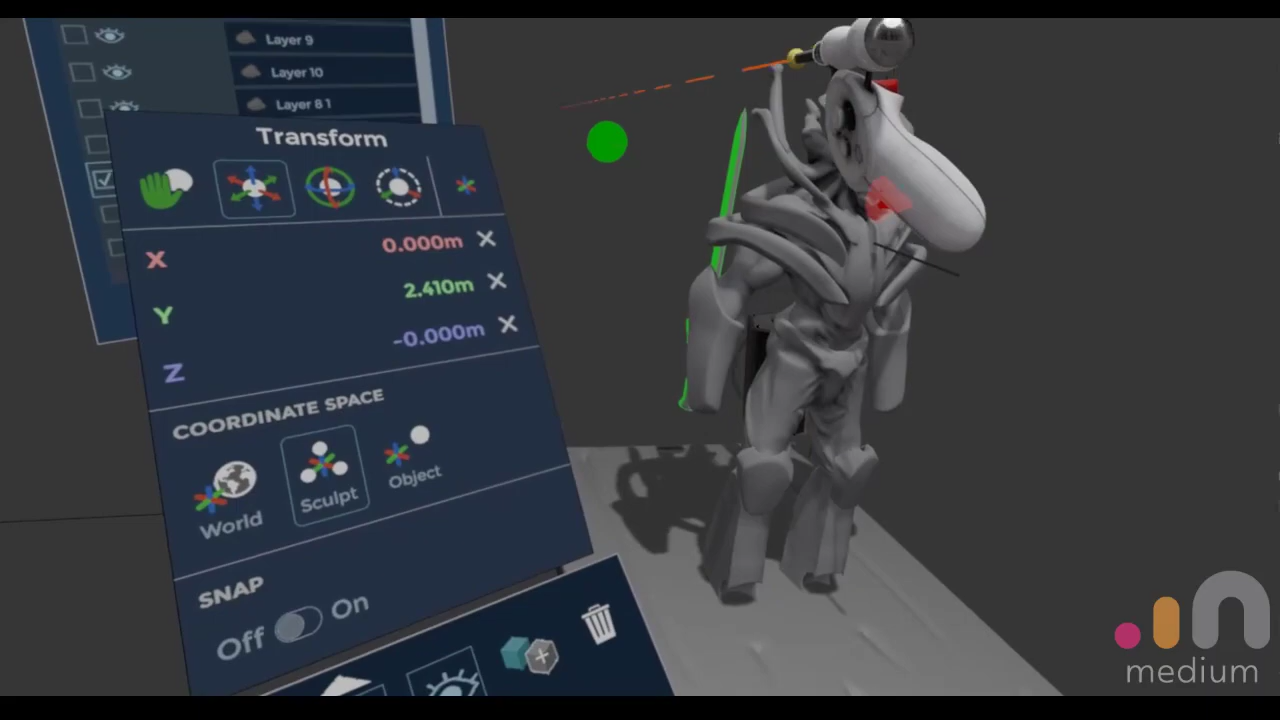 Layer 9
Layer 10
Layer 8 1
Transform
X 0.000m
Y 2.410m
Z -0.000m
COORDINATE SPACE
World Sculpt Object
SNAP
Off On
medium